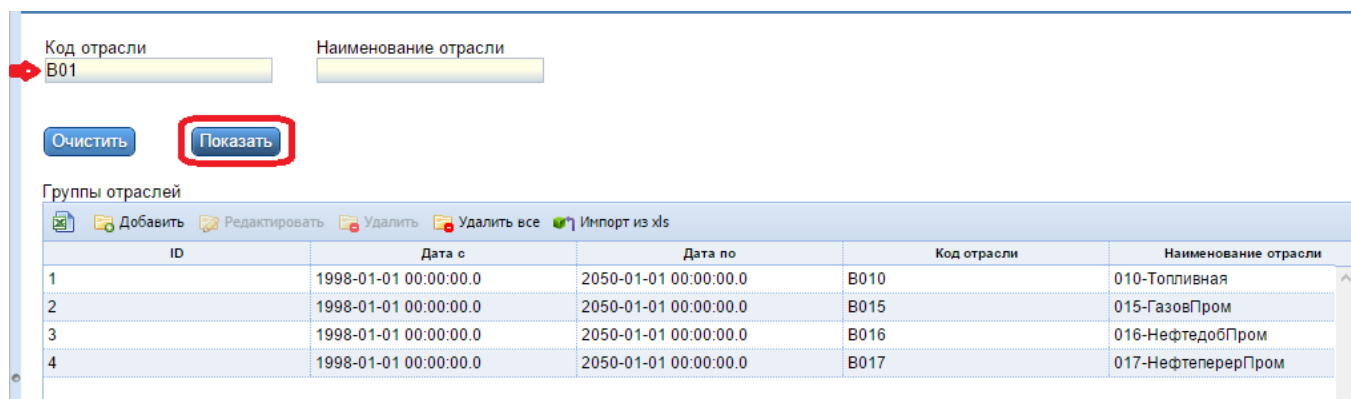 Код отрасли Наименование отрасли
B01
Очистить Показать
Группы отраслей
Добавить Редактировать Удалить Удалить все Импорт из xls
ID Дата с Дата по Код отрасли Наименование отрасли
1 1998-01-01 00:00:00.0 2050-01-01 00:00:00.0 B010 010-Топливная
2 1998-01-01 00:00:00.0 2050-01-01 00:00:00.0 B015 015-ГазовПром
3 1998-01-01 00:00:00.0 2050-01-01 00:00:00.0 B016 016-НефтедобПром
4 1998-01-01 00:00:00.0 2050-01-01 00:00:00.0 B017 017-НефтеперерПром